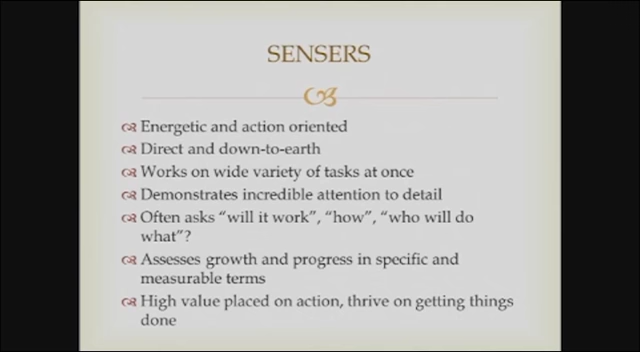 SENSERS
Energetic and action oriented
Direct and down-to-earth
Works on wide variety of tasks at once
Demonstrates incredible attention to detail
Often asks “will it work”, “how”, “who will do
what”?
Assesses growth and progress in specific and
measurable terms
High value placed on action, thrive on getting things
done